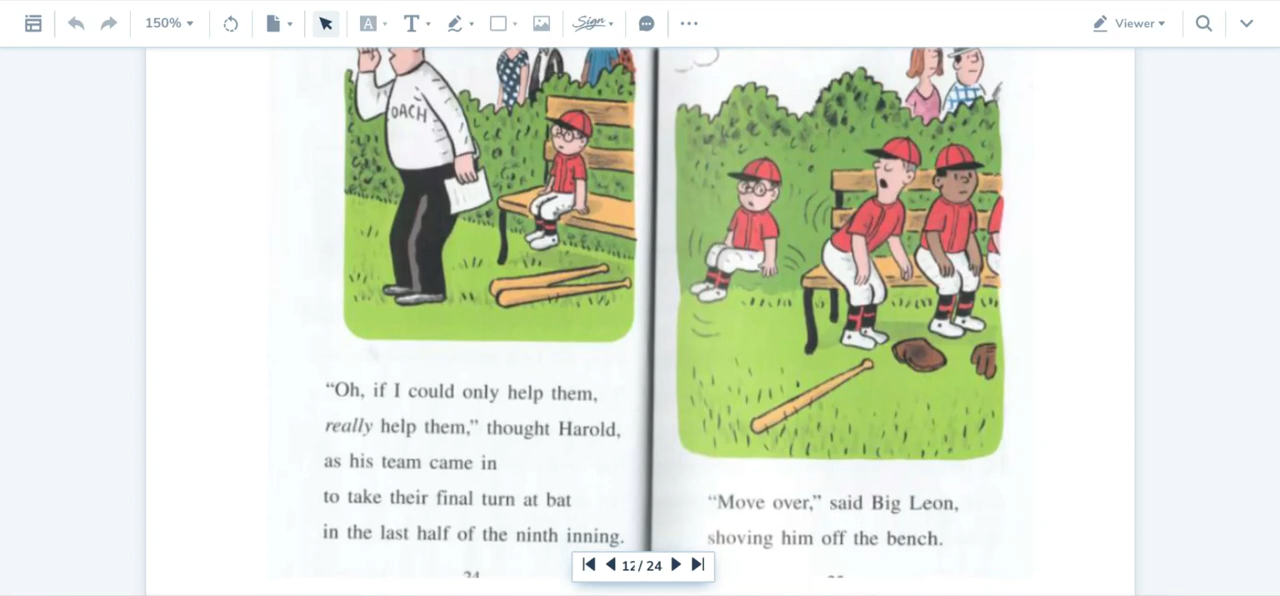 150%
A
T
Sign
Viewer
OACH
“Oh, if I could only help them,
really help them,” thought Harold,
as his team came in
to take their final turn at bat
in the last half of the ninth inning.
“Move over,” said Big Leon,
shoving him off the bench.
12 / 24